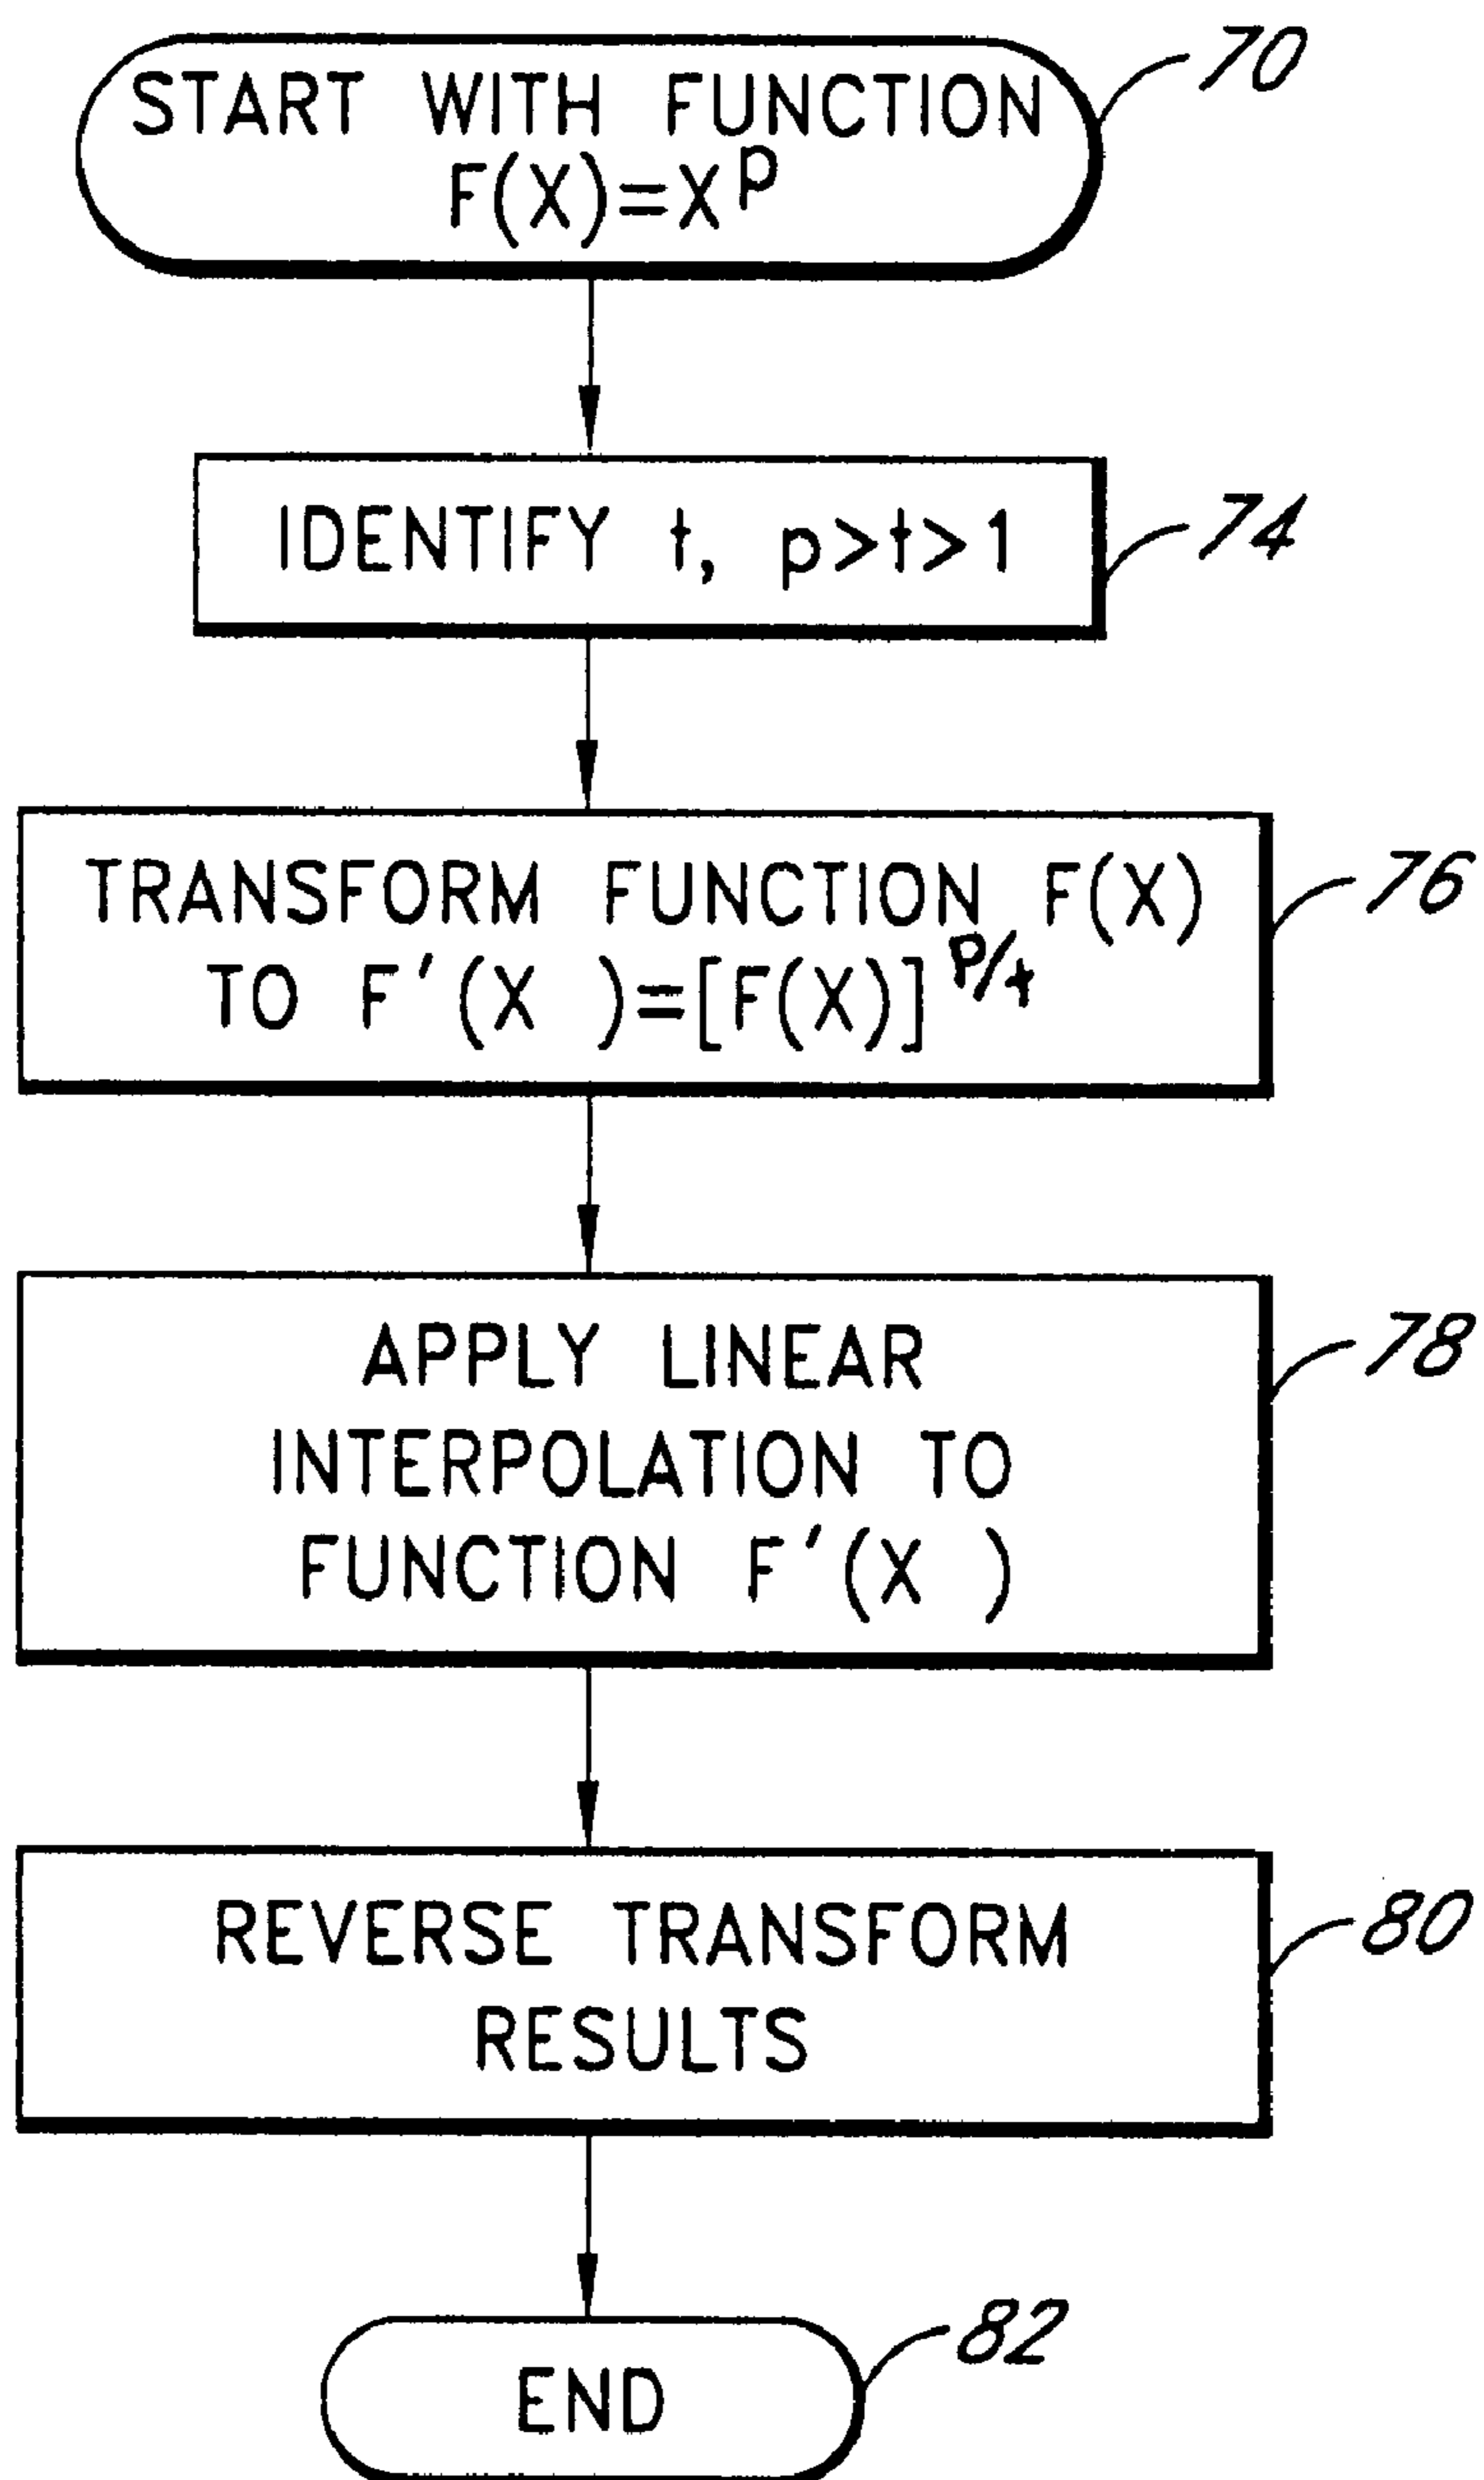 START WITH FUNCTION
F(X)=X^P
70
IDENTIFY t, p>t>1
74
TRANSFORM FUNCTION F(X)
TO F'(X )=[F(X)]^P/t
76
APPLY LINEAR
INTERPOLATION TO
FUNCTION F'(X )
78
REVERSE TRANSFORM
RESULTS
80
END
82